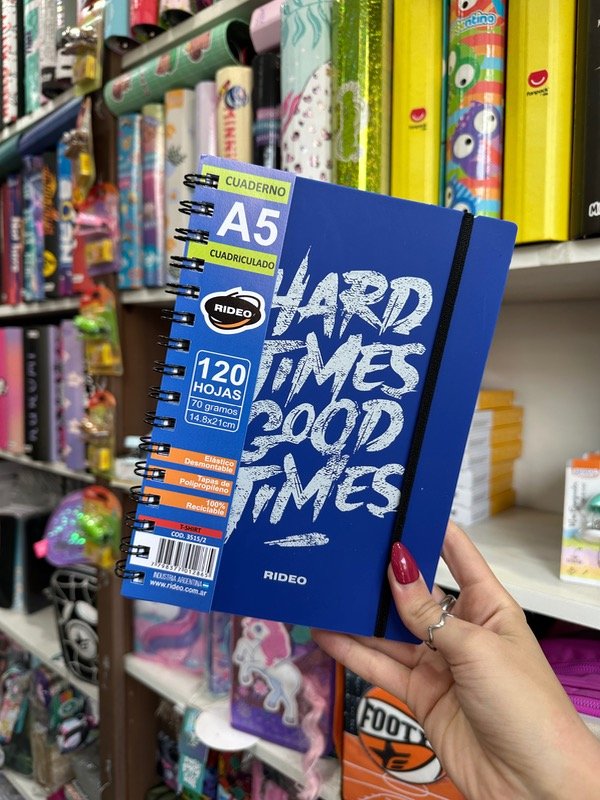 CUADERNO
A5
CUADRICULADO
RIDEO
120
HOJAS
70 gramos
14.8x21cm
Elástico
Desmontable
Tapas de
Polipropileno
100%
Reciclable
T-SHIRT
COD. 3515/2
INDUSTRIA ARGENTINA
www.rideo.com.ar
HARD
TIMES
GOOD
TIMES
RIDEO
FOOTY